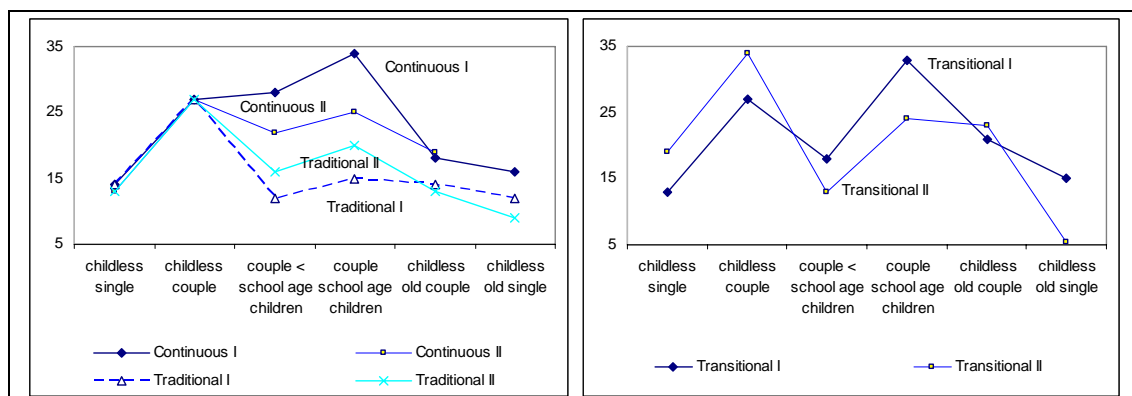 35
25
15
5
Continuous I
Continuous II
Traditional II
Traditional I
childless single
childless couple
couple < school age children
couple school age children
childless old couple
childless old single
Continuous I
Continuous II
Traditional I
Traditional II
35
25
15
5
Transitional I
Transitional II
childless single
childless couple
couple < school age children
couple school age children
childless old couple
childless old single
Transitional I
Transitional II